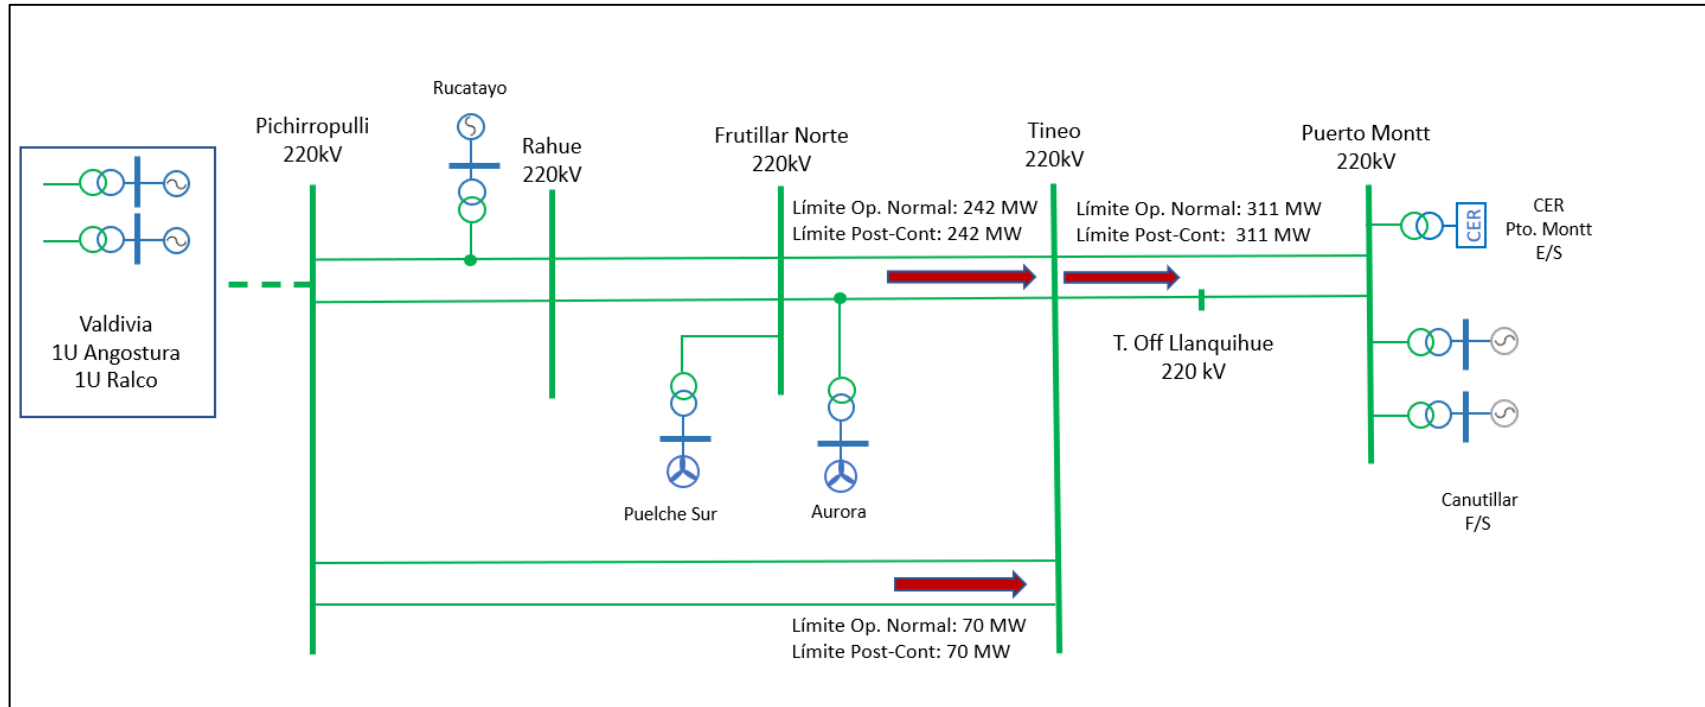 Rucatayo
Pichirropulli
220kV
Rahue
220kV
Frutillar Norte
220kV
Tineo
220kV
Puerto Montt
220kV
Límite Op. Normal: 242 MW
Límite Post-Cont: 242 MW
Límite Op. Normal: 311 MW
Límite Post-Cont:  311 MW
CER
CER
Pto. Montt
E/S
Valdivia
1U Angostura
1U Ralco
T. Off Llanquihue
220 kV
Puelche Sur
Aurora
Canutillar
F/S
Límite Op. Normal: 70 MW
Límite Post-Cont: 70 MW